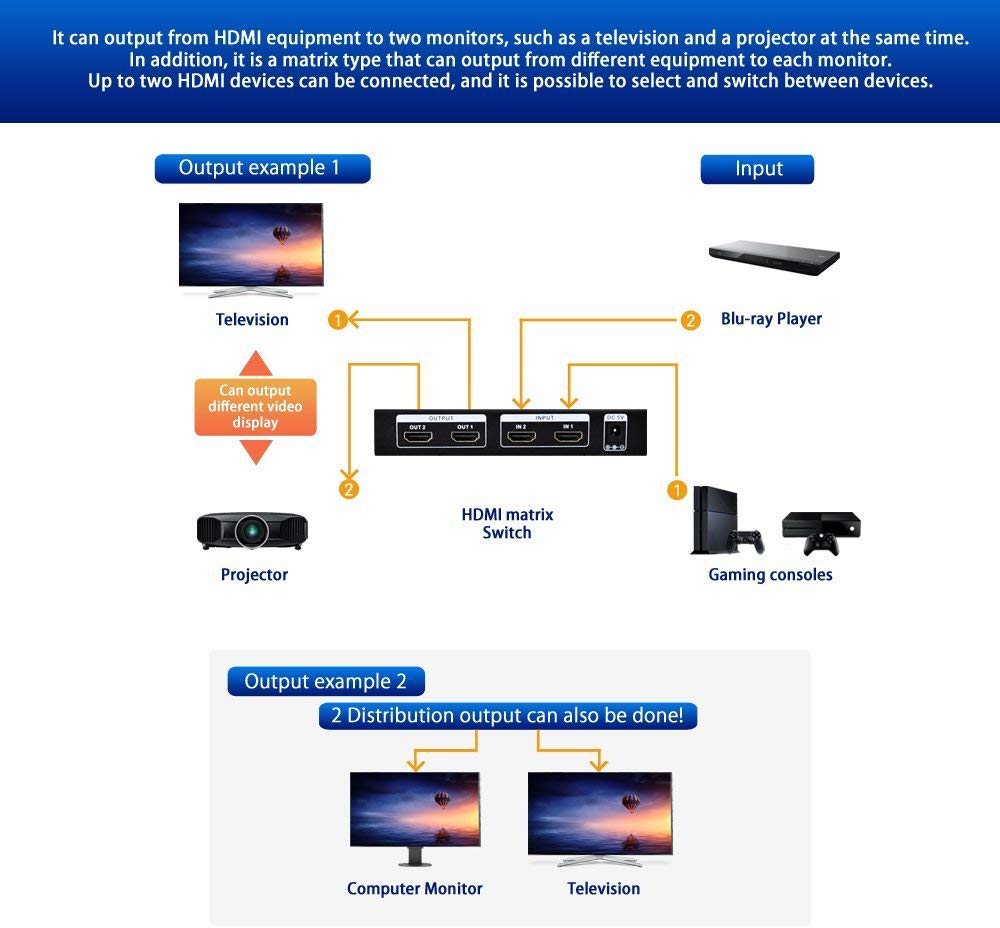 It can output from HDMI equipment to two monitors, such as a television and a projector at the same time.
In addition, it is a matrix type that can output from different equipment to each monitor.
Up to two HDMI devices can be connected, and it is possible to select and switch between devices.
Output example 1
Input
Television
1
2
Blu-ray Player
Can output
different video
display
OUTPUT
OUT 2
OUT 1
INPUT
IN 2
IN 1
DC 5V
2
1
HDMI matrix
Switch
Projector
Gaming consoles
Output example 2
2 Distribution output can also be done!
Computer Monitor
Television